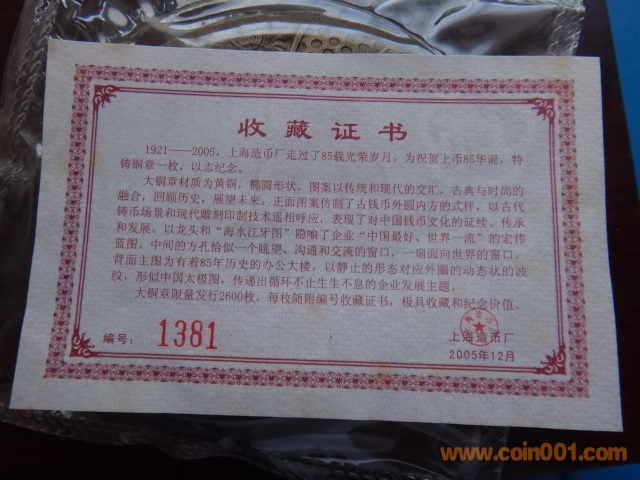 收藏证书
1921——2005，上海造币厂走过了85载光荣岁月。为祝贺上币85华诞，特
铸铜章一枚，以志纪念。
大铜章材质为黄铜，椭圆形状。图案以传统和现代的交汇，古典与时尚的
融合，回顾历史，展望未来。正面图案仿制了古钱币外圆内方的式样，以古代
铸币场景和现代雕刻印制技术遥相呼应，表现了对中国钱币文化的延续、传承
和发展。以龙头和“海水江牙图”隐喻了企业“中国最好、世界一流”的宏伟
蓝图。中间的方孔恰似一个眺望、沟通和交流的窗口，一扇面向世界的窗口。
背面主图为有着85年历史的办公大楼，以静止的形态对应外圈的动态状的波
纹，形似中国太极图，传递出循环不止生生不息的企业发展主题。
大铜章限量发行2600枚，每枚附随编号收藏证书，极具收藏和纪念价值。
编号：1381
上海造币厂
2005年12月
www.coin001.com